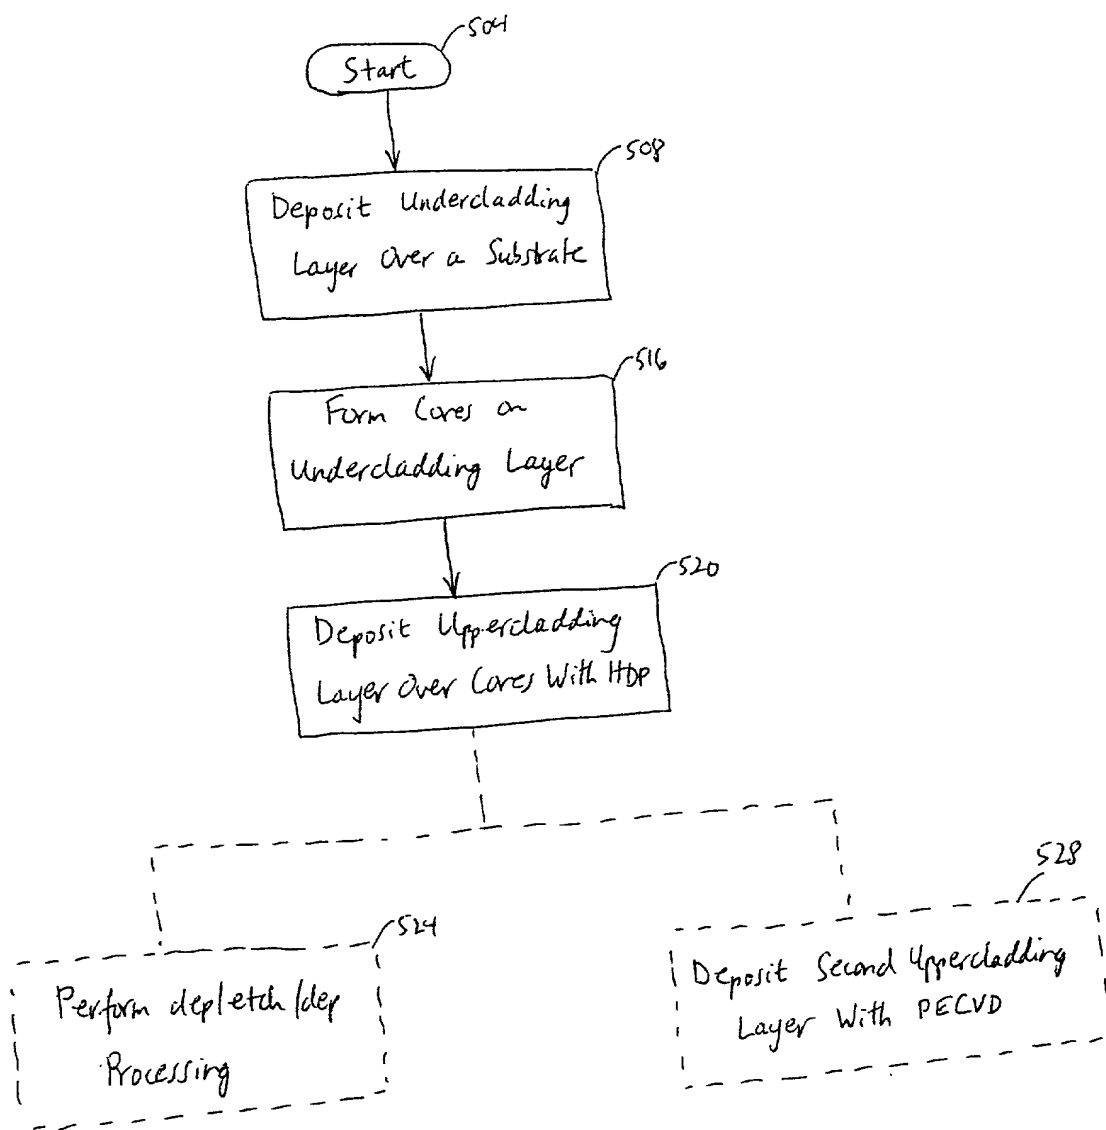 504
Start
508
Deposit Undercladding
Layer Over a Substrate
516
Form Cores on
Undercladding Layer
520
Deposit Uppercladding
Layer Over Cores With HDP
524
Perform dep/etch/dep
Processing
528
Deposit Second Uppercladding
Layer With PECVD